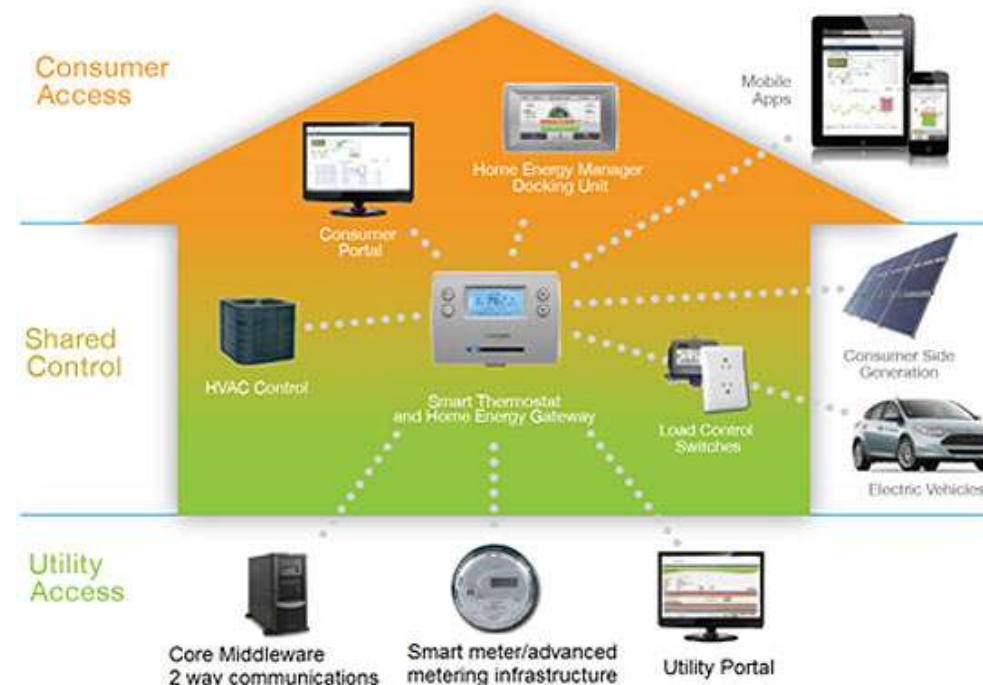 Consumer
Access
Mobile
Apps
Home Energy Manager
Docking Unit
Consumer
Portal
Shared
Control
HVAC Control
Smart Thermostat
and Home Energy Gateway
Load Control
Switches
Consumer Side
Generation
Electric Vehicles
Utility
Access
Core Middleware
2 way communications
Smart meter/advanced
metering infrastructure
Utility Portal